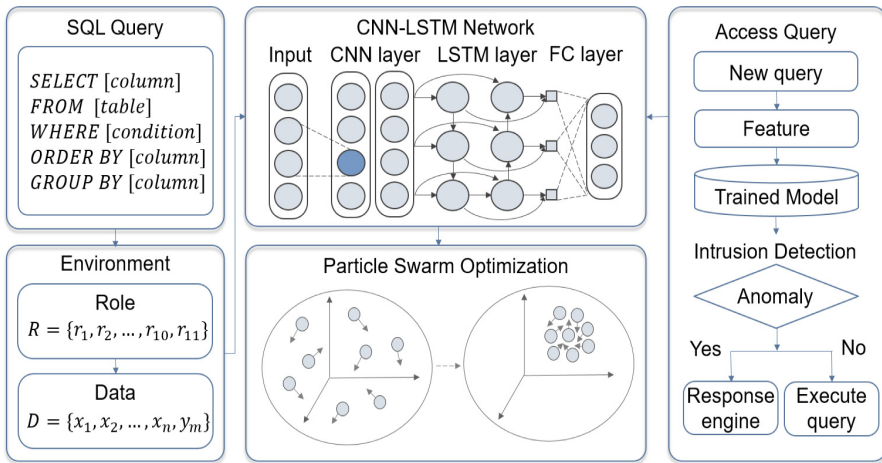 SQL Query
SELECT [column]
FROM [table]
WHERE [condition]
ORDER BY [column]
GROUP BY [column]
Environment
Role
R = {r₁, r₂, ..., r₁₀, r₁₁}
Data
D = {x₁, x₂, ..., xₙ, yₘ}
CNN-LSTM Network
Input CNN layer LSTM layer FC layer
Particle Swarm Optimization
Access Query
New query
Feature
Trained Model
Intrusion Detection
Anomaly
Yes No
Response
engine
Execute
query